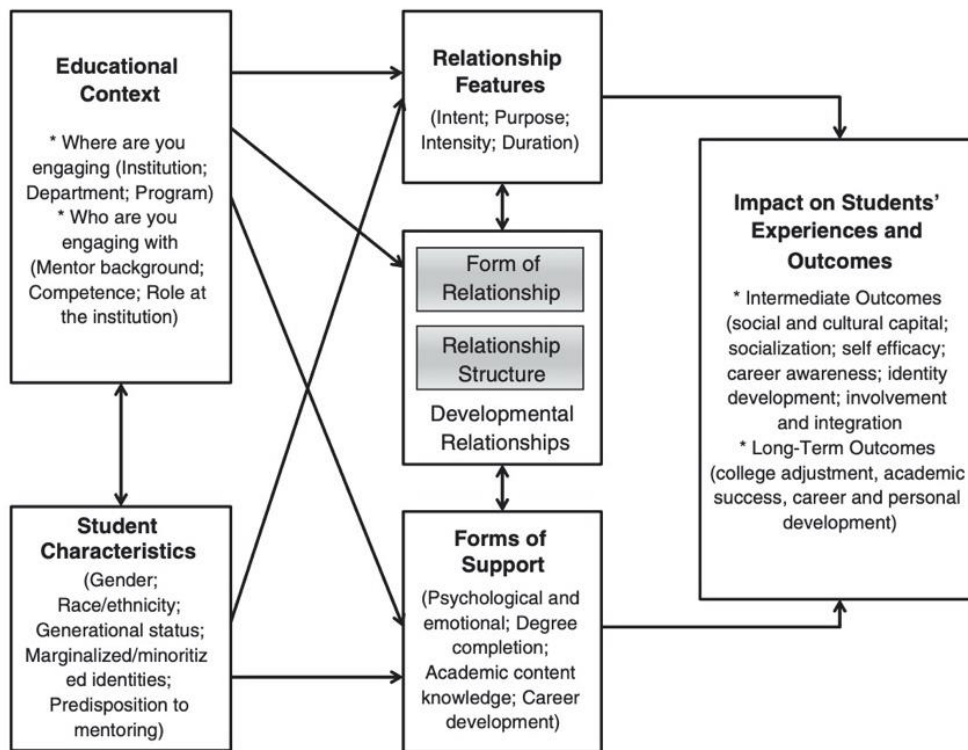 Educational
Context
* Where are you
engaging (Institution;
Department; Program)
* Who are you
engaging with
(Mentor background;
Competence; Role at
the institution)
Student
Characteristics
(Gender;
Race/ethnicity;
Generational status;
Marginalized/minoritiz
ed identities;
Predisposition to
mentoring)
Relationship
Features
(Intent; Purpose;
Intensity; Duration)
Form of
Relationship
Relationship
Structure
Developmental
Relationships
Forms of
Support
(Psychological and
emotional; Degree
completion;
Academic content
knowledge; Career
development)
Impact on Students’
Experiences and
Outcomes
* Intermediate Outcomes
(social and cultural capital;
socialization; self efficacy;
career awareness; identity
development; involvement
and integration
* Long-Term Outcomes
(college adjustment, academic
success, career and personal
development)